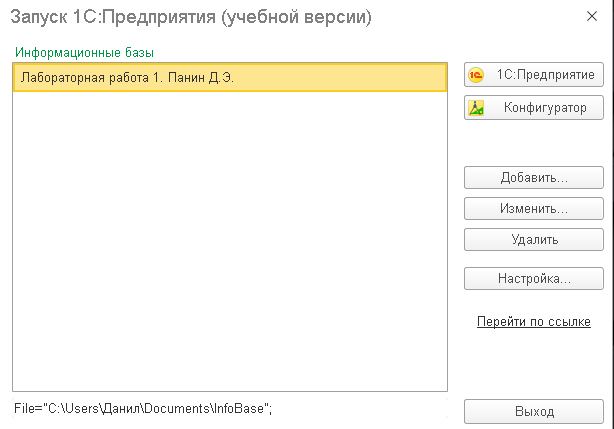 Запуск 1С:Предприятия (учебной версии)
Информационные базы
Лабораторная работа 1. Панин Д.Э.
1С:Предприятие
Конфигуратор
Добавить...
Изменить...
Удалить
Настройка...
Перейти по ссылке
File="C:\Users\Данил\Documents\InfoBase";
Выход